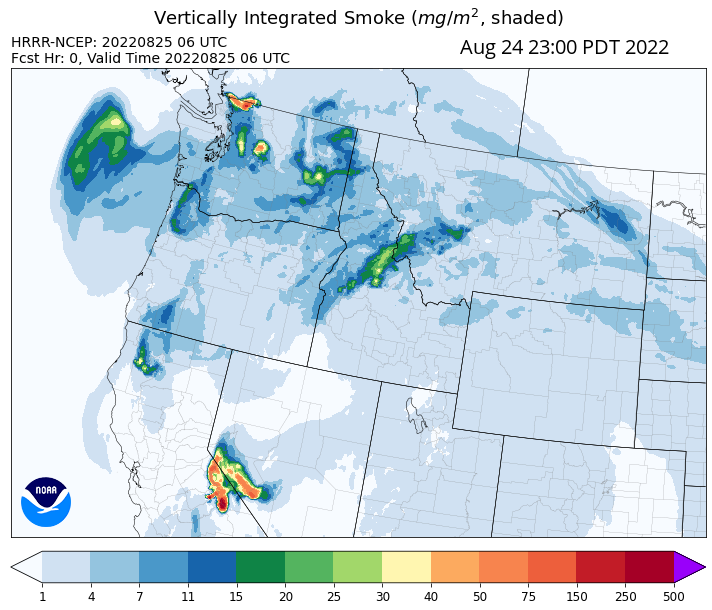 Vertically Integrated Smoke (mg/m², shaded)
HRRR-NCEP: 20220825 06 UTC
Fcst Hr: 0, Valid Time 20220825 06 UTC
Aug 24 23:00 PDT 2022
NOAA
1 4 7 11 15 20 25 30 40 50 75 150 250 500